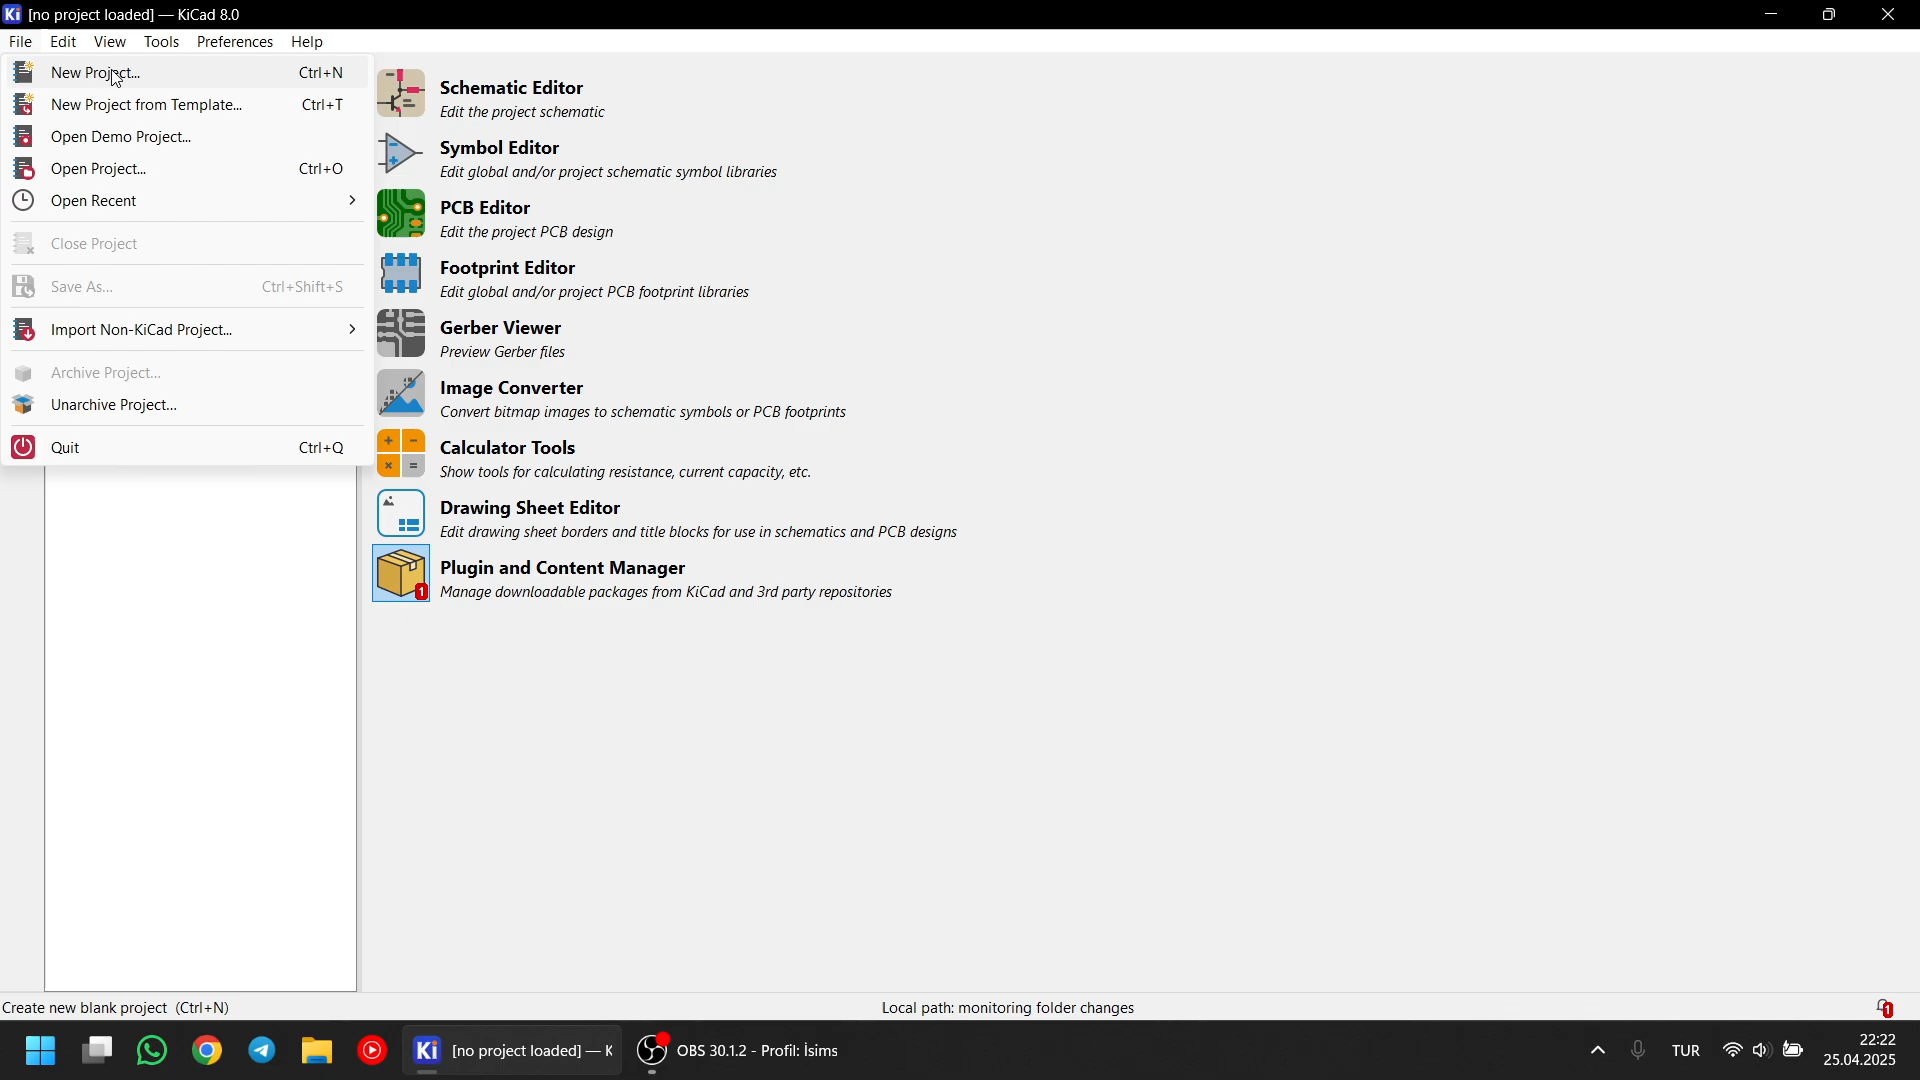 [no project loaded] — KiCad 8.0
File Edit View Tools Preferences Help
New Project... Ctrl+N
New Project from Template... Ctrl+T
Open Demo Project...
Open Project... Ctrl+O
Open Recent
Close Project
Save As... Ctrl+Shift+S
Import Non-KiCad Project...
Archive Project...
Unarchive Project...
Quit Ctrl+Q
Schematic Editor
Edit the project schematic
Symbol Editor
Edit global and/or project schematic symbol libraries
PCB Editor
Edit the project PCB design
Footprint Editor
Edit global and/or project PCB footprint libraries
Gerber Viewer
Preview Gerber files
Image Converter
Convert bitmap images to schematic symbols or PCB footprints
Calculator Tools
Show tools for calculating resistance, current capacity, etc.
Drawing Sheet Editor
Edit drawing sheet borders and title blocks for use in schematics and PCB designs
Plugin and Content Manager
Manage downloadable packages from KiCad and 3rd party repositories
1
Create new blank project (Ctrl+N) Local path: monitoring folder changes 1
Ki [no project loaded] — K OBS 30.1.2 - Profil: İsims TUR 22:22
25.04.2025